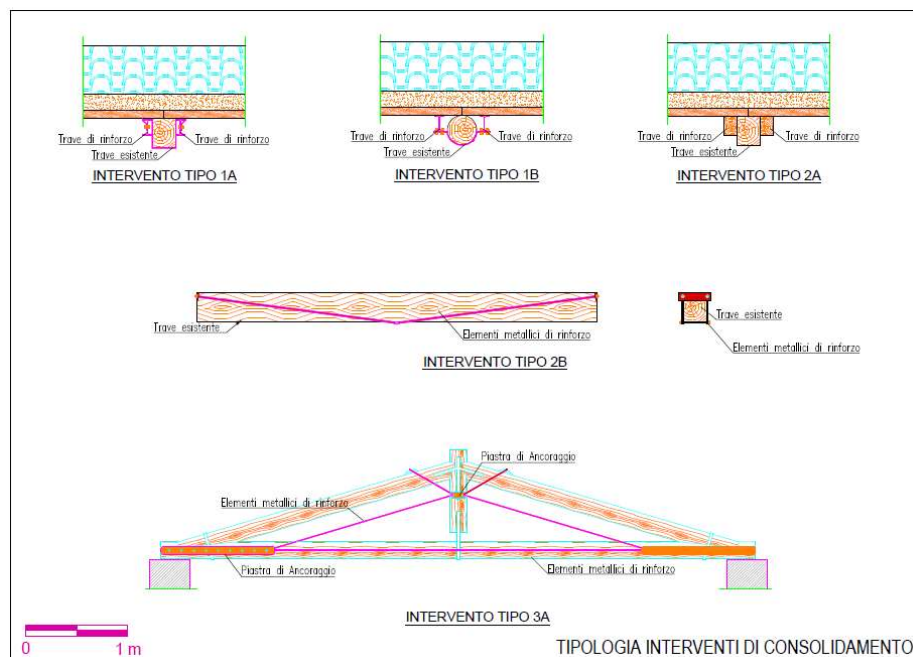 Trave di rinforzo
Trave di rinforzo
Trave esistente
INTERVENTO TIPO 1A
Trave di rinforzo
Trave di rinforzo
Trave esistente
INTERVENTO TIPO 1B
Trave di rinforzo
Trave di rinforzo
Trave esistente
INTERVENTO TIPO 2A
Trave esistente
Elementi metallici di rinforzo
INTERVENTO TIPO 2B
Trave esistente
Elementi metallici di rinforzo
Piastra di Ancoraggio
Elementi metallici di rinforzo
Piastra di Ancoraggio
Elementi metallici di rinforzo
INTERVENTO TIPO 3A
0 1 m
TIPOLOGIA INTERVENTI DI CONSOLIDAMENTO